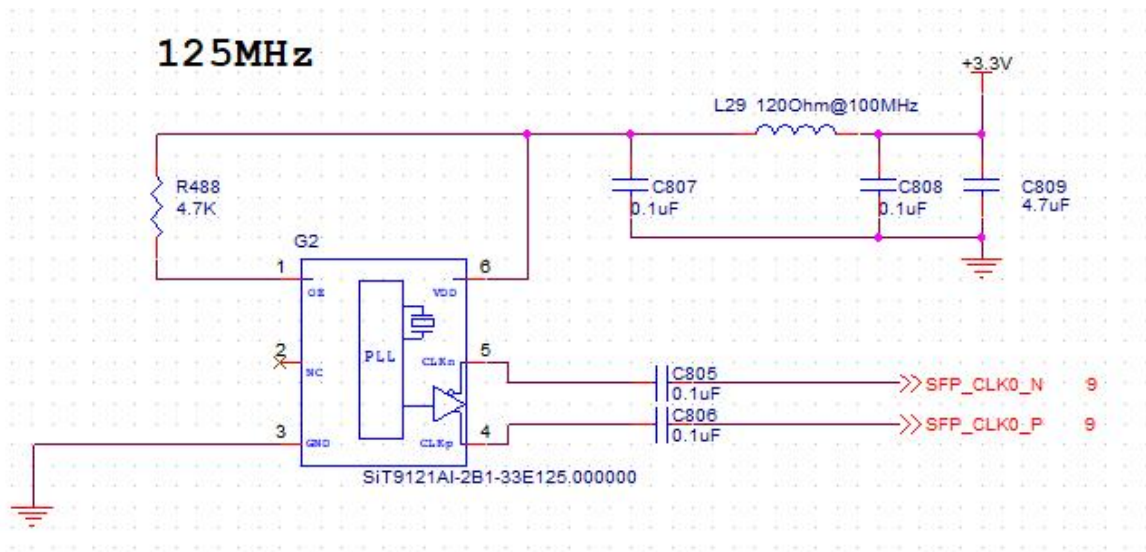 125MHz
+3.3V
L29 120Ohm@100MHz
R488
4.7K
C807
0.1uF
C808
0.1uF
C809
4.7uF
G2
1
6
OE
VDD
2
5
PLL
CLKn
NC
C805
0.1uF
SFP_CLK0_N 9
3
4
GND
CLKp
C806
0.1uF
SFP_CLK0_P 9
SiT9121AI-2B1-33E125.000000